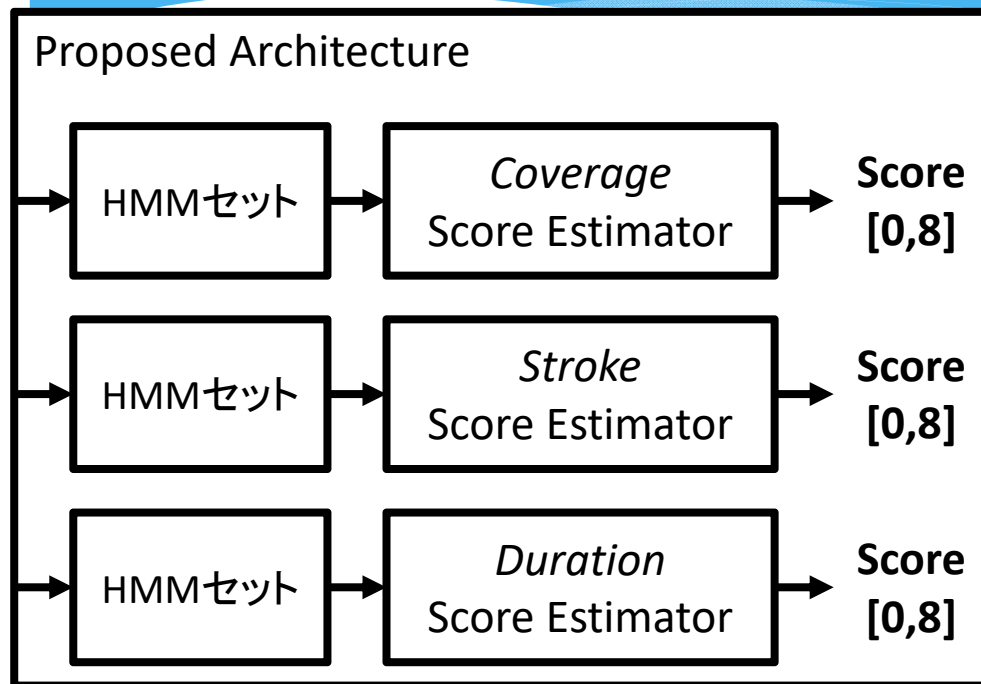 Proposed Architecture
HMMセット
Coverage
Score Estimator
Score
[0,8]
HMMセット
Stroke
Score Estimator
Score
[0,8]
HMMセット
Duration
Score Estimator
Score
[0,8]